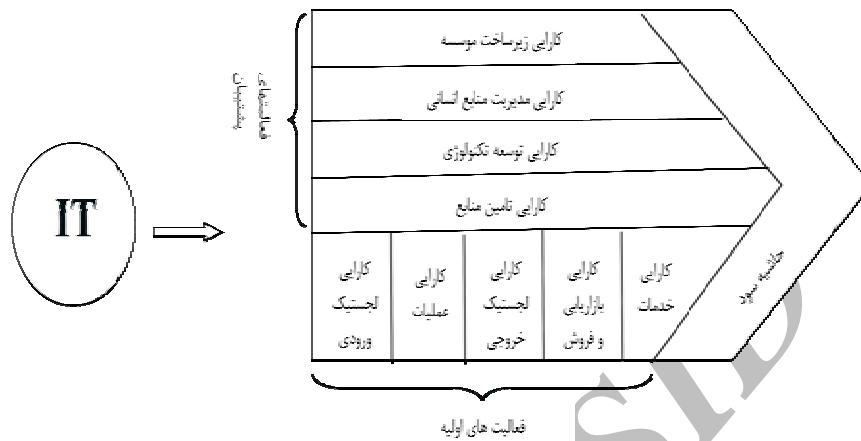 کارایی زیرساخت موسسه
کارایی مدیریت منابع انسانی
کارایی توسعه تکنولوژی
کارایی تامین منابع
فعالیتهای
پشتیبان
IT
کارایی
لجستیک
ورودی
کارایی
عملیات
کارایی
لجستیک
خروجی
کارایی
بازاریابی
و فروش
کارایی
خدمات
حاشیه سود
فعالیت های اولیه
SID